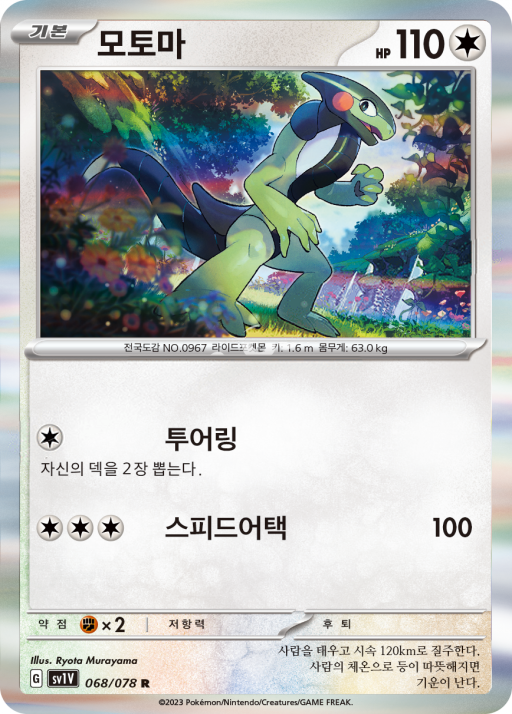 기본 모토마 HP 110
전국도감 NO.0967 라이드포켓몬 키: 1.6 m 몸무게: 63.0 kg
투어링
자신의 덱을 2장 뽑는다.
스피드어택 100
약점 ×2 저항력 후퇴
Illus. Ryota Murayama
사람을 태우고 시속 120km로 질주한다.
사람의 체온으로 등이 따뜻해지면
기운이 난다.
G sv1V 068/078 R
©2023 Pokémon/Nintendo/Creatures/GAME FREAK.